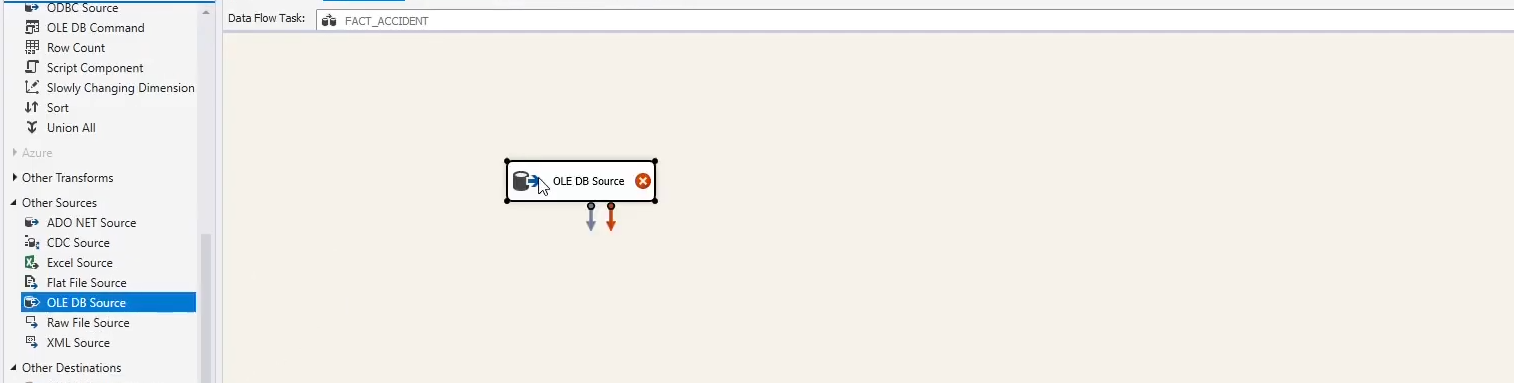 ODBC Source
OLE DB Command
Row Count
Script Component
Slowly Changing Dimension
Sort
Union All
Azure
Other Transforms
Other Sources
ADO NET Source
CDC Source
Excel Source
Flat File Source
OLE DB Source
Raw File Source
XML Source
Other Destinations
Data Flow Task:
FACT_ACCIDENT
OLE DB Source